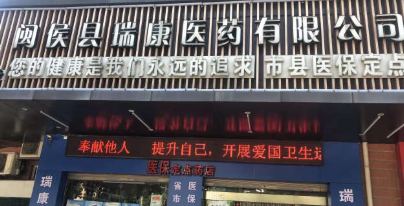 闽侯县瑞康医药有限公司
您的健康是我们永远的追求 市县医保定点
奉献他人 提升自己，开展爱国卫生运
医保定点药店
瑞康
省医
市保
瑞